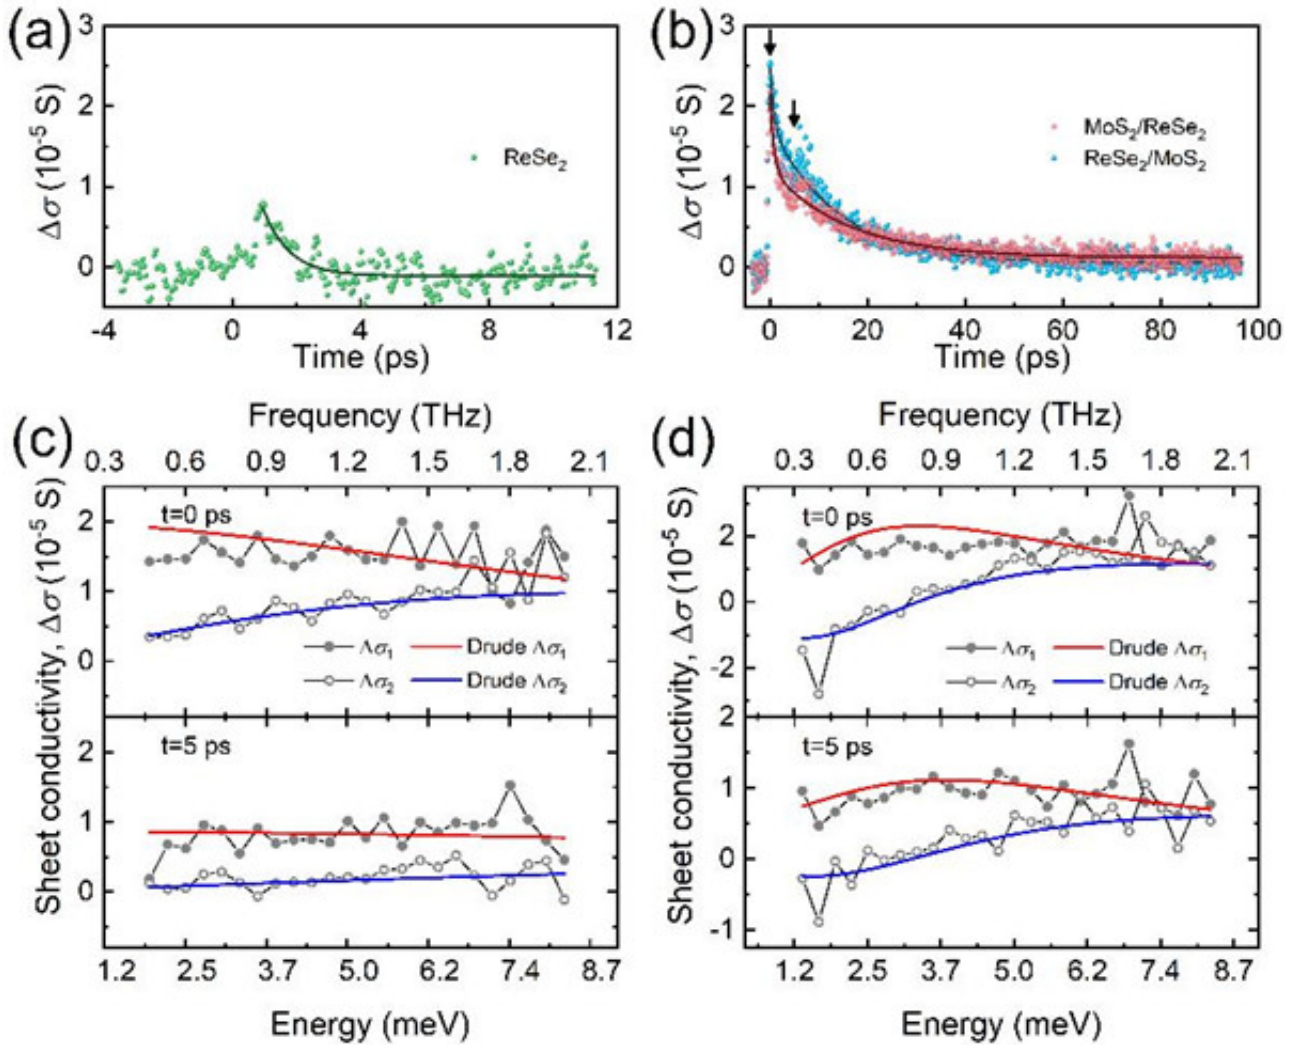 (a)
3
2
1
0
Δσ (10⁻⁵ S)
ReSe₂
-4 0 4 8 12
Time (ps)
(b)
3
2
1
0
Δσ (10⁻⁵ S)
MoS₂/ReSe₂
ReSe₂/MoS₂
0 20 40 60 80 100
Time (ps)
(c)
Frequency (THz)
0.3 0.6 0.9 1.2 1.5 1.8 2.1
Sheet conductivity, Δσ (10⁻⁵ S)
t=0 ps
2
1
0
Δσ₁ Drude Δσ₁
Δσ₂ Drude Δσ₂
t=5 ps
2
1
0
1.2 2.5 3.7 5.0 6.2 7.4 8.7
Energy (meV)
(d)
Frequency (THz)
0.3 0.6 0.9 1.2 1.5 1.8 2.1
Sheet conductivity, Δσ (10⁻⁵ S)
t=0 ps
2
0
-2
Δσ₁ Drude Δσ₁
Δσ₂ Drude Δσ₂
t=5 ps
2
1
0
-1
1.2 2.5 3.7 5.0 6.2 7.4 8.7
Energy (meV)